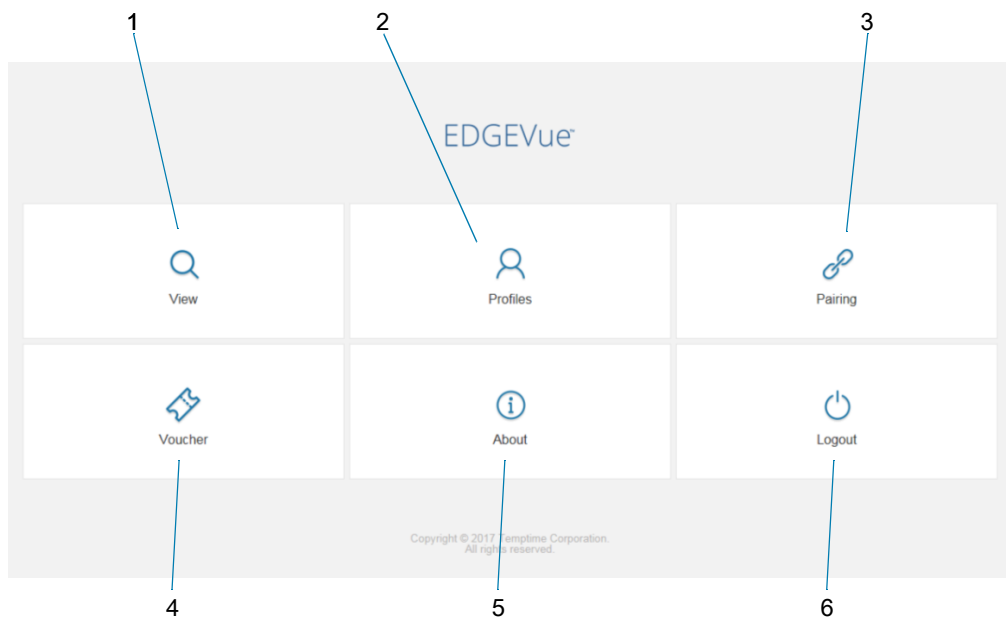 1 2 3
EDGEVue™
View Profiles Pairing
Voucher About Logout
Copyright © 2017 Temptime Corporation.
All rights reserved.
4 5 6